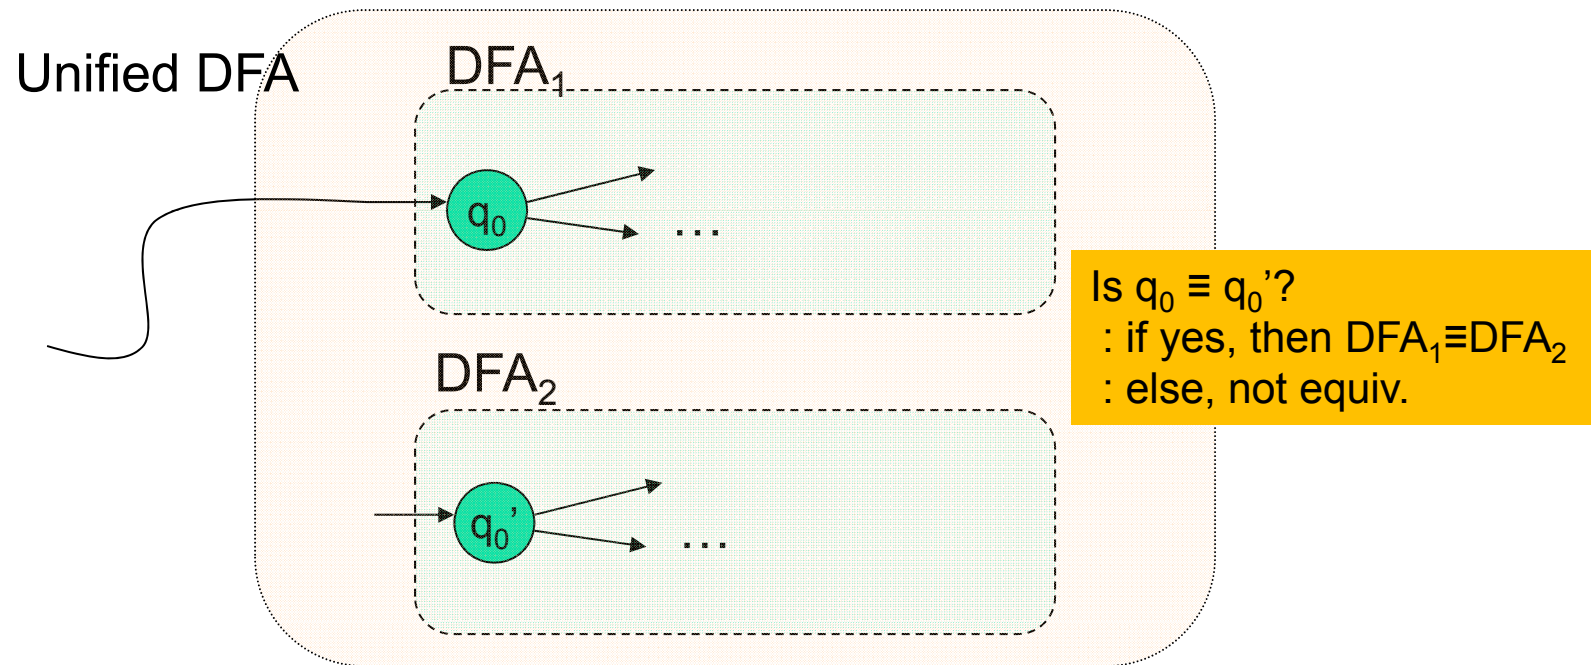 Unified DFA
DFA₁
q₀
...
Is q₀ ≡ q₀’?
: if yes, then DFA₁≡DFA₂
: else, not equiv.
DFA₂
q₀’
...